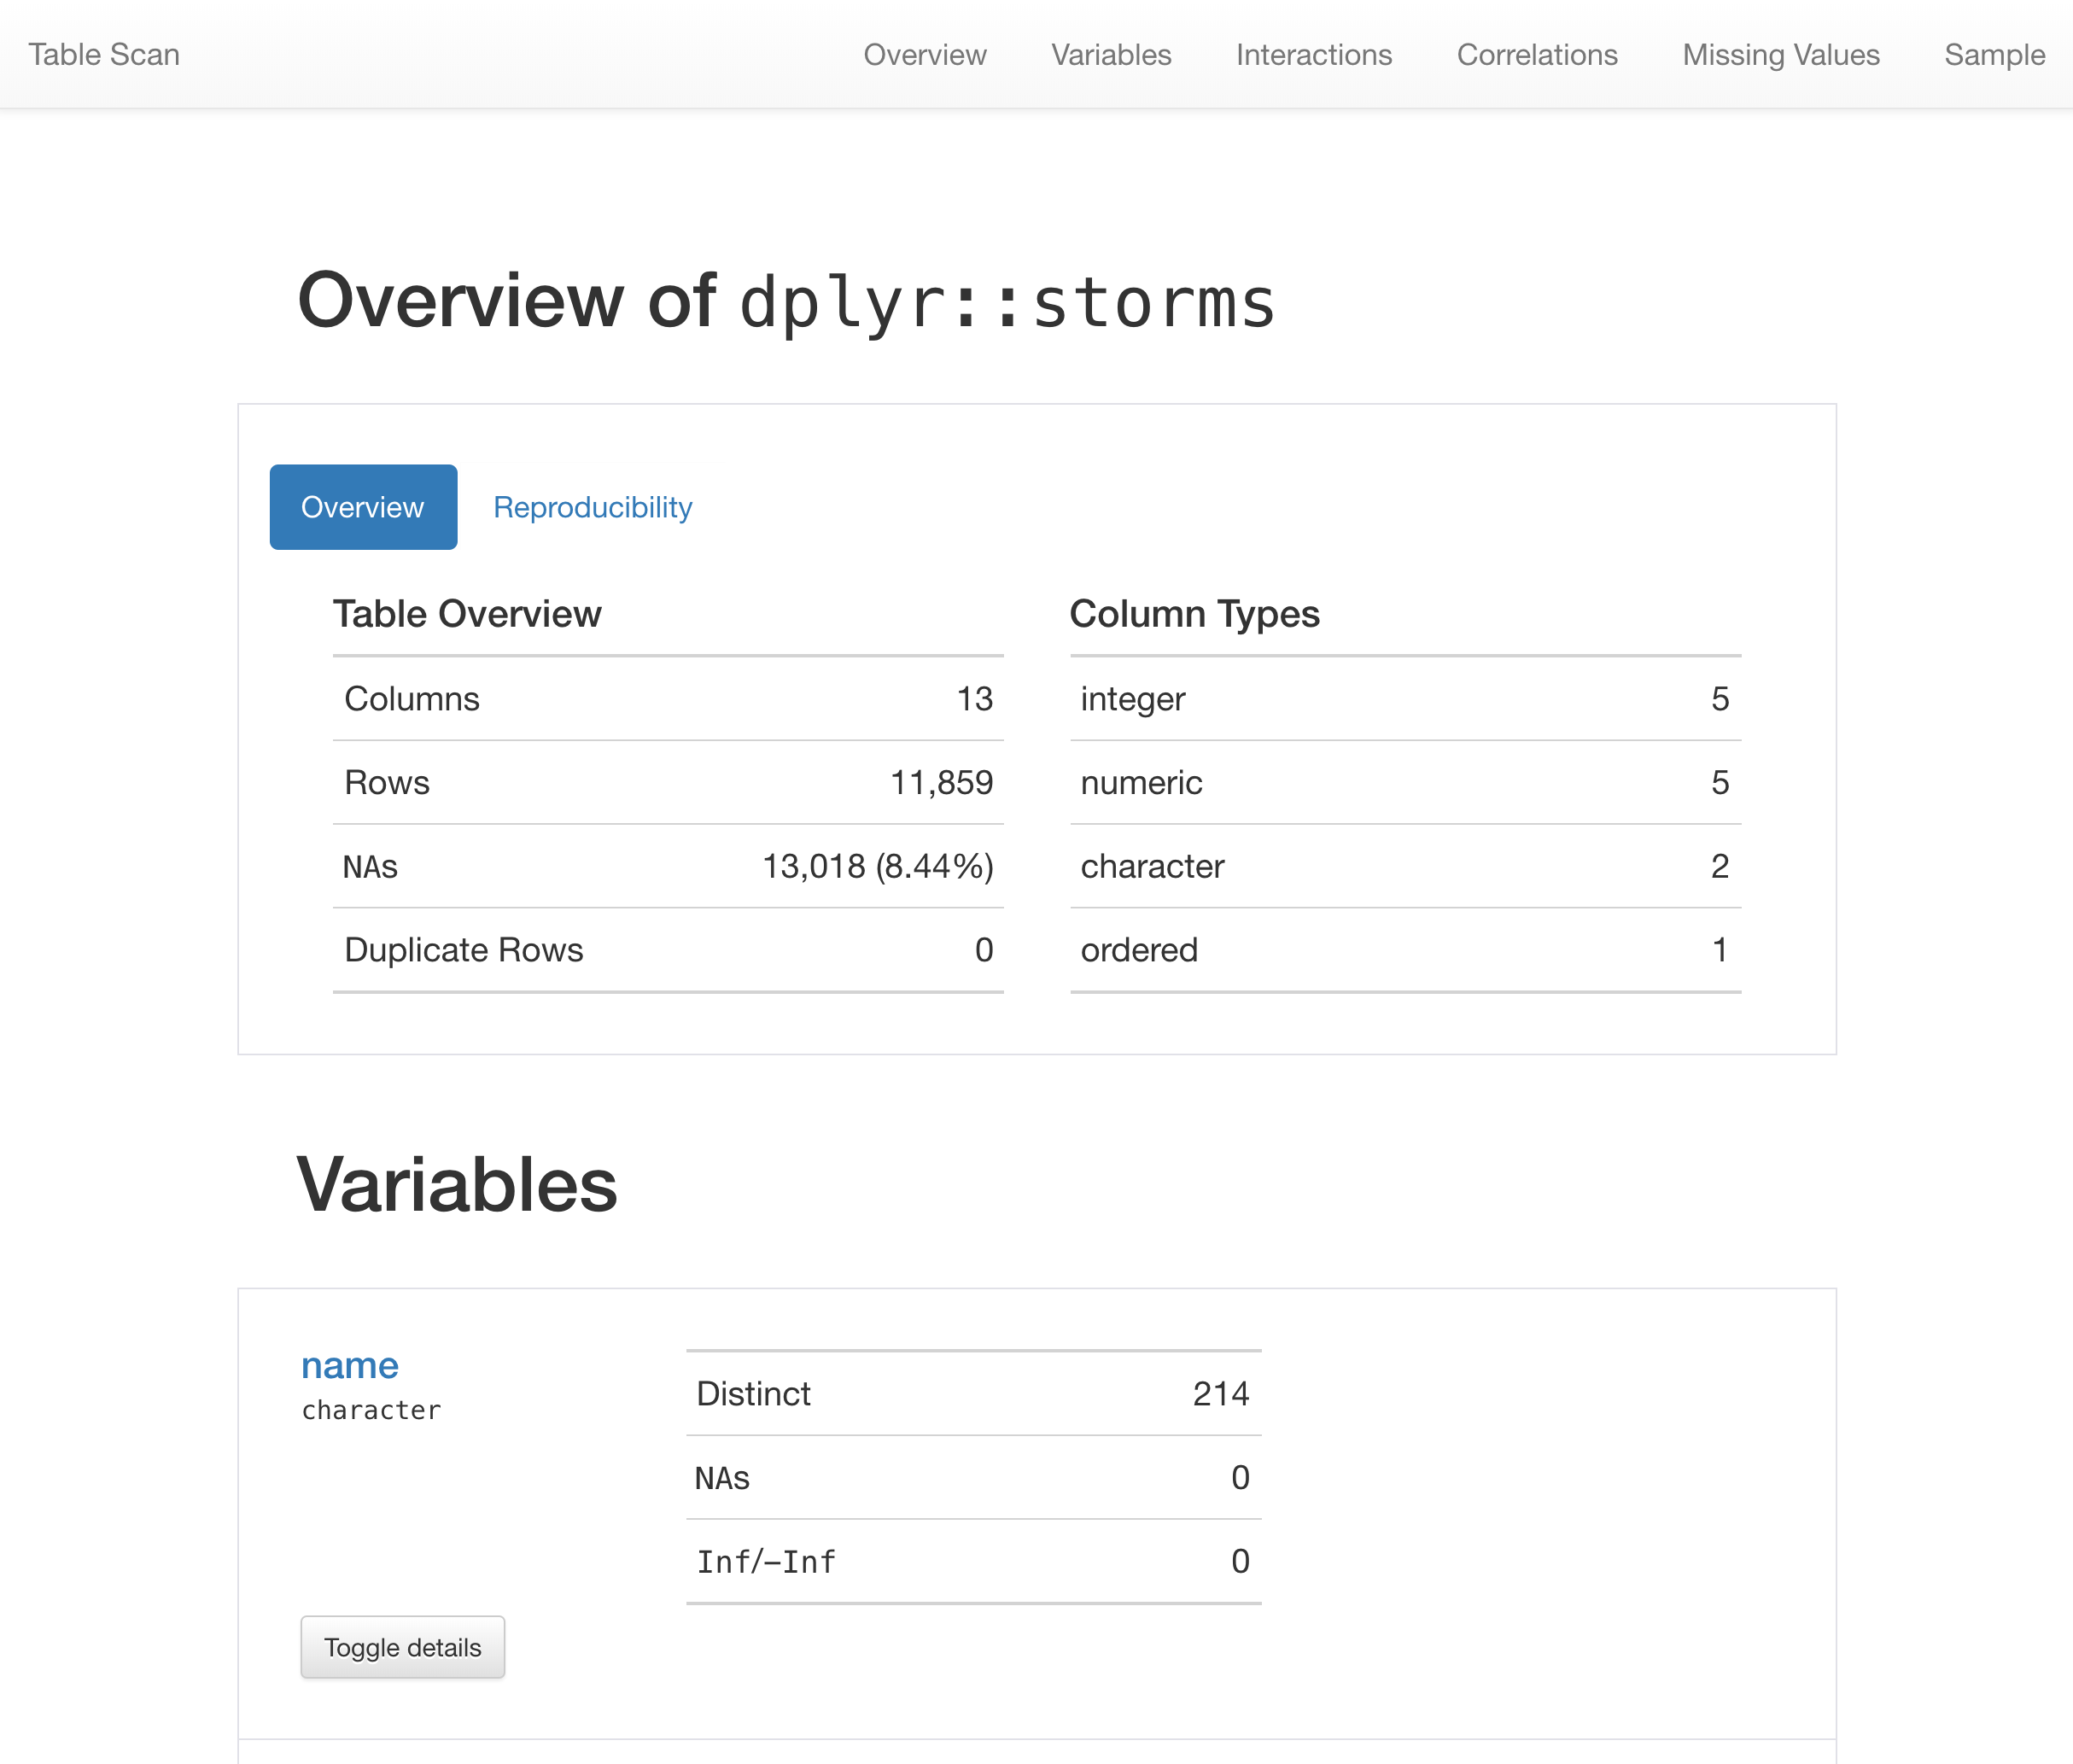 Table Scan Overview Variables Interactions Correlations Missing Values Sample
Overview of dplyr::storms
Overview Reproducibility
Table Overview Column Types
Columns 13 integer 5
Rows 11,859 numeric 5
NAs 13,018 (8.44%) character 2
Duplicate Rows 0 ordered 1
Variables
name
character
Distinct 214
NAs 0
Inf/-Inf 0
Toggle details